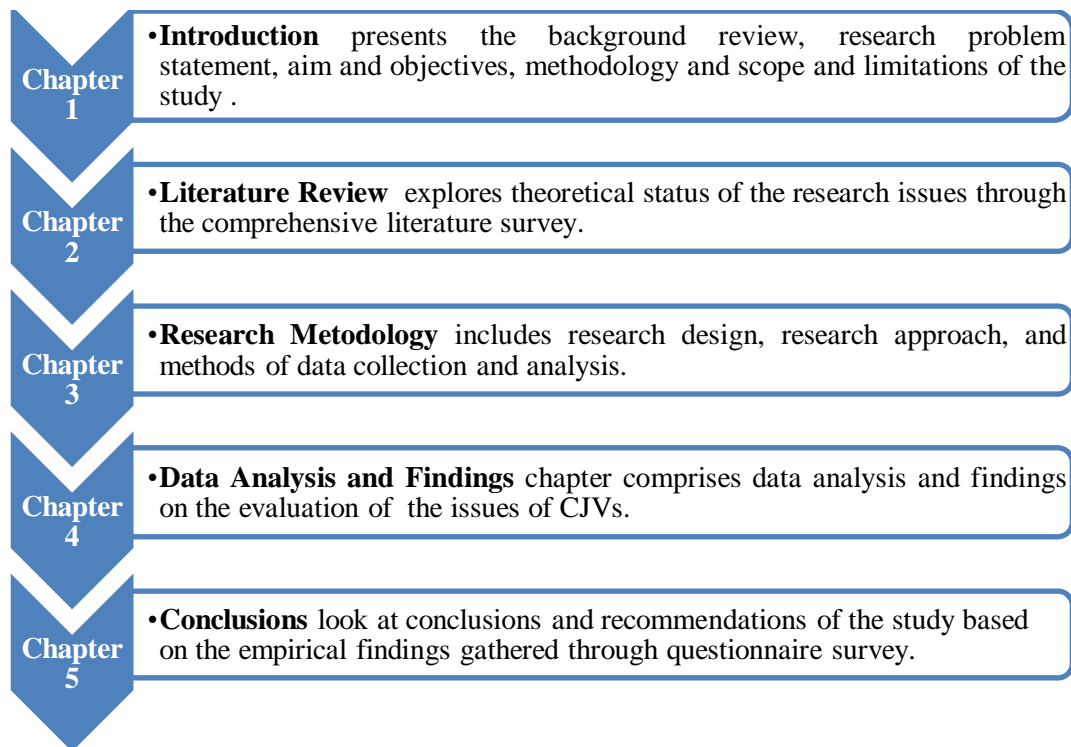 Chapter
1
•Introduction presents the background review, research problem
statement, aim and objectives, methodology and scope and limitations of the
study .
Chapter
2
•Literature Review explores theoretical status of the research issues through
the comprehensive literature survey.
Chapter
3
•Research Metodology includes research design, research approach, and
methods of data collection and analysis.
Chapter
4
•Data Analysis and Findings chapter comprises data analysis and findings
on the evaluation of the issues of CJVs.
Chapter
5
•Conclusions look at conclusions and recommendations of the study based
on the empirical findings gathered through questionnaire survey.